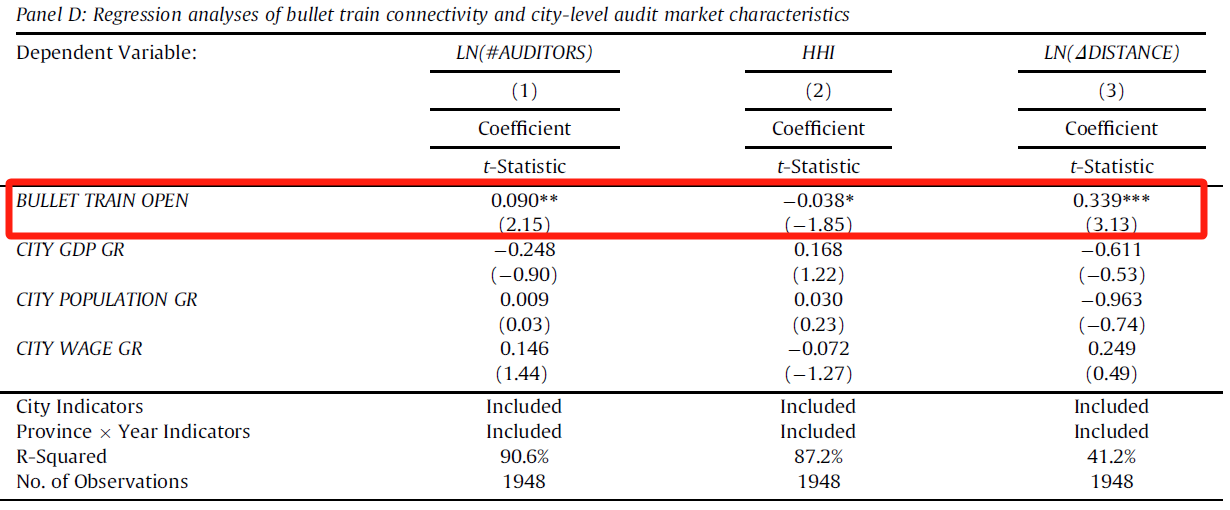 Panel D: Regression analyses of bullet train connectivity and city-level audit market characteristics
Dependent Variable: LN(#AUDITORS) HHI LN(ΔDISTANCE)
(1) (2) (3)
Coefficient Coefficient Coefficient
t-Statistic t-Statistic t-Statistic
BULLET TRAIN OPEN 0.090** −0.038* 0.339***
(2.15) (−1.85) (3.13)
CITY GDP GR −0.248 0.168 −0.611
(−0.90) (1.22) (−0.53)
CITY POPULATION GR 0.009 0.030 −0.963
(0.03) (0.23) (−0.74)
CITY WAGE GR 0.146 −0.072 0.249
(1.44) (−1.27) (0.49)
City Indicators Included Included Included
Province × Year Indicators Included Included Included
R-Squared 90.6% 87.2% 41.2%
No. of Observations 1948 1948 1948